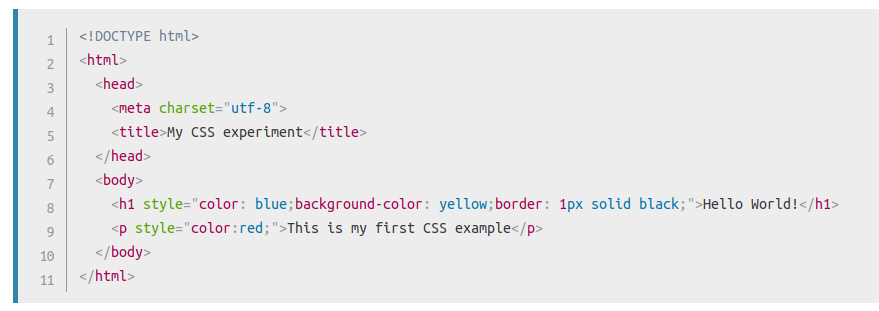 1 <!DOCTYPE html>
2 <html>
3   <head>
4     <meta charset="utf-8">
5     <title>My CSS experiment</title>
6   </head>
7   <body>
8     <h1 style="color: blue;background-color: yellow;border: 1px solid black;">Hello World!</h1>
9     <p style="color:red;">This is my first CSS example</p>
10   </body>
11 </html>